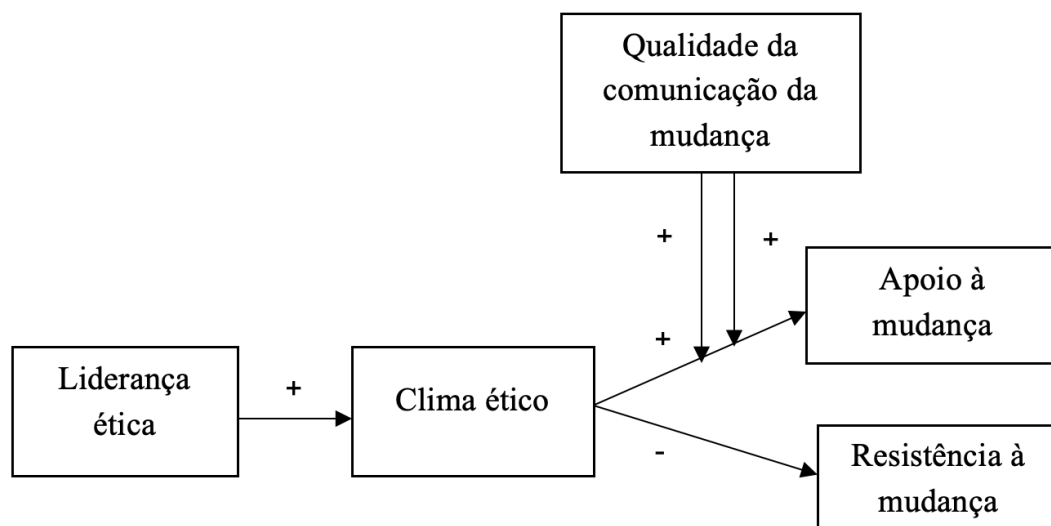 Qualidade da
comunicação da
mudança
+
+
Apoio à
mudança
+
Liderança
ética
+
Clima ético
-
Resistência à
mudança